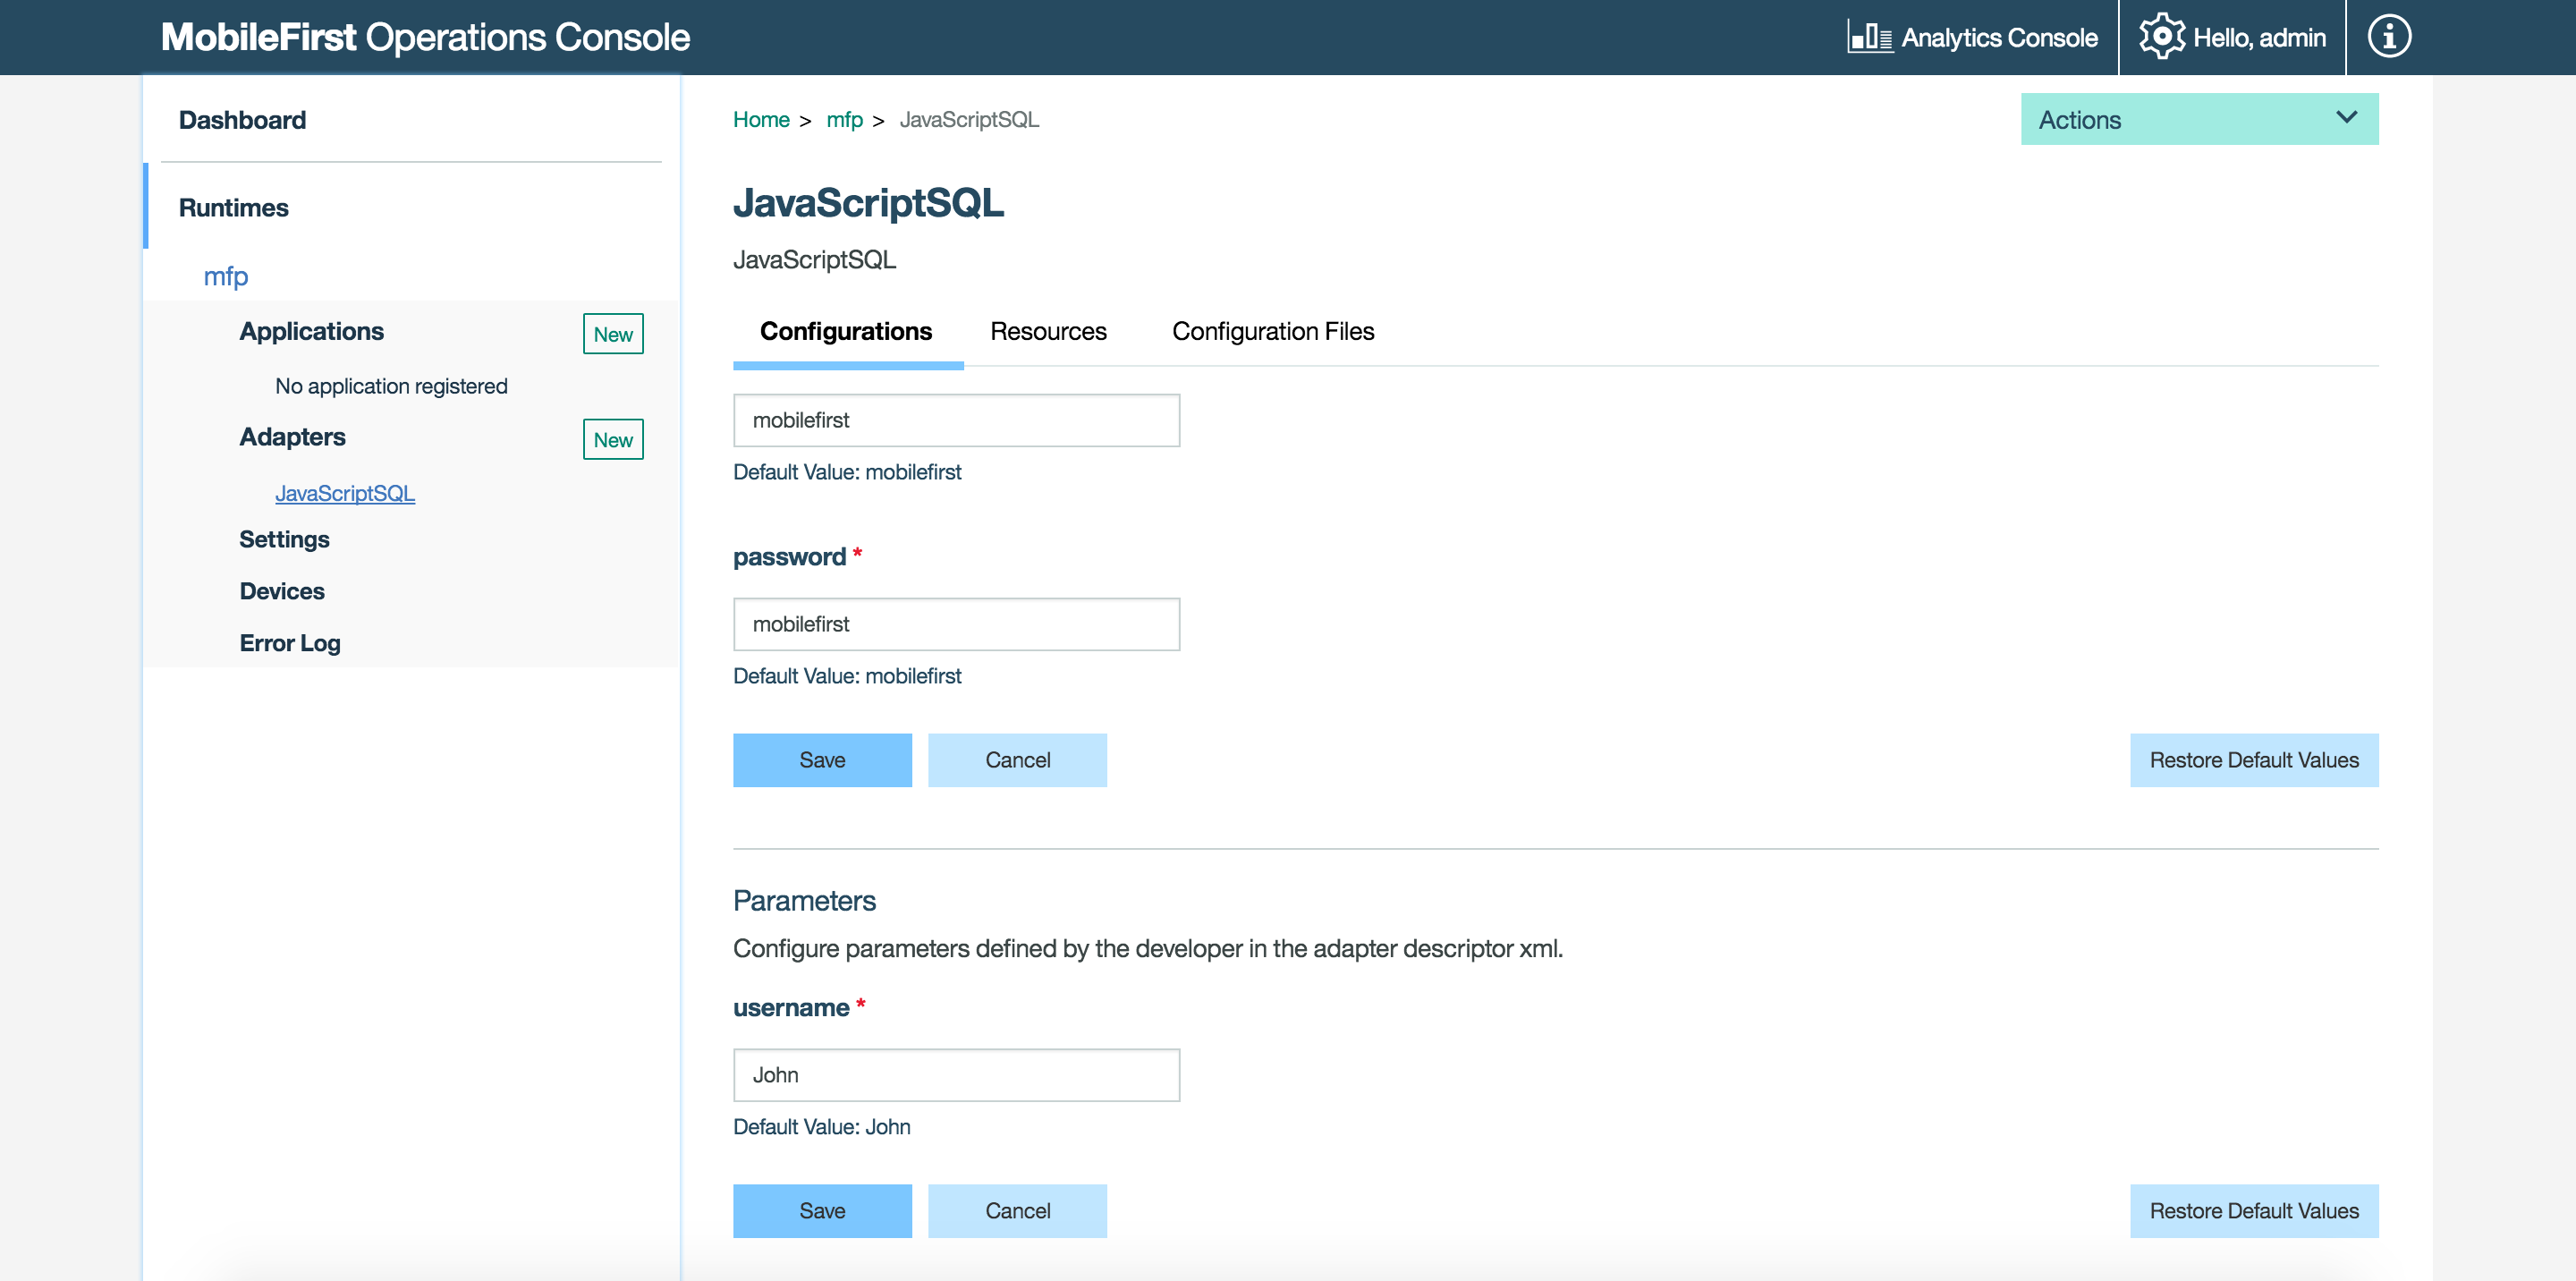 MobileFirst Operations Console
Analytics Console
Hello, admin
Dashboard
Runtimes
mfp
Applications
New
No application registered
Adapters
New
JavaScriptSQL
Settings
Devices
Error Log
Home > mfp > JavaScriptSQL
Actions
JavaScriptSQL
JavaScriptSQL
Configurations
Resources
Configuration Files
mobilefirst
Default Value: mobilefirst
password *
mobilefirst
Default Value: mobilefirst
Save
Cancel
Restore Default Values
Parameters
Configure parameters defined by the developer in the adapter descriptor xml.
username *
John
Default Value: John
Save
Cancel
Restore Default Values